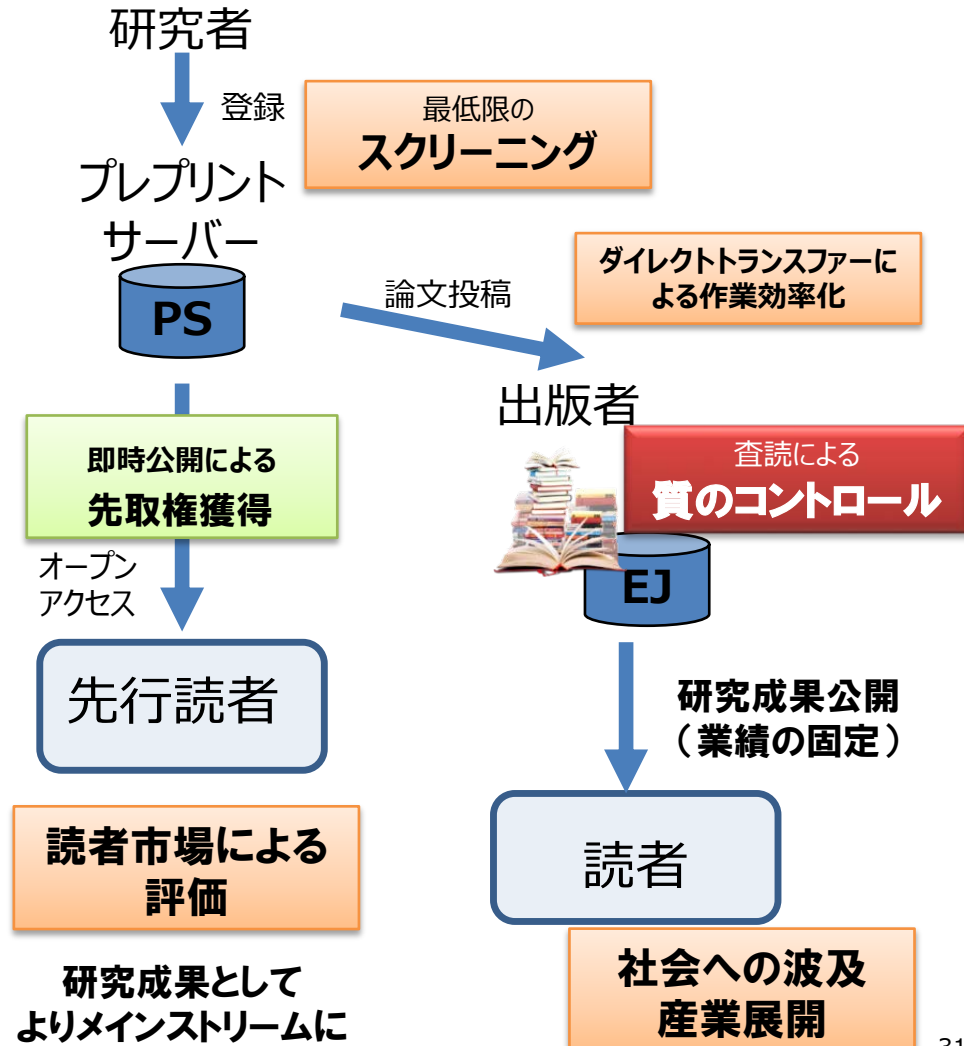 研究者
登録
最低限の
スクリーニング
プレプリント
サーバー
PS
論文投稿
ダイレクトトランスファーに
よる作業効率化
出版者
査読による
質のコントロール
EJ
即時公開による
先取権獲得
オープン
アクセス
先行読者
研究成果公開
（業績の固定）
読者
読者市場による
評価
研究成果として
よりメインストリームに
社会への波及
産業展開